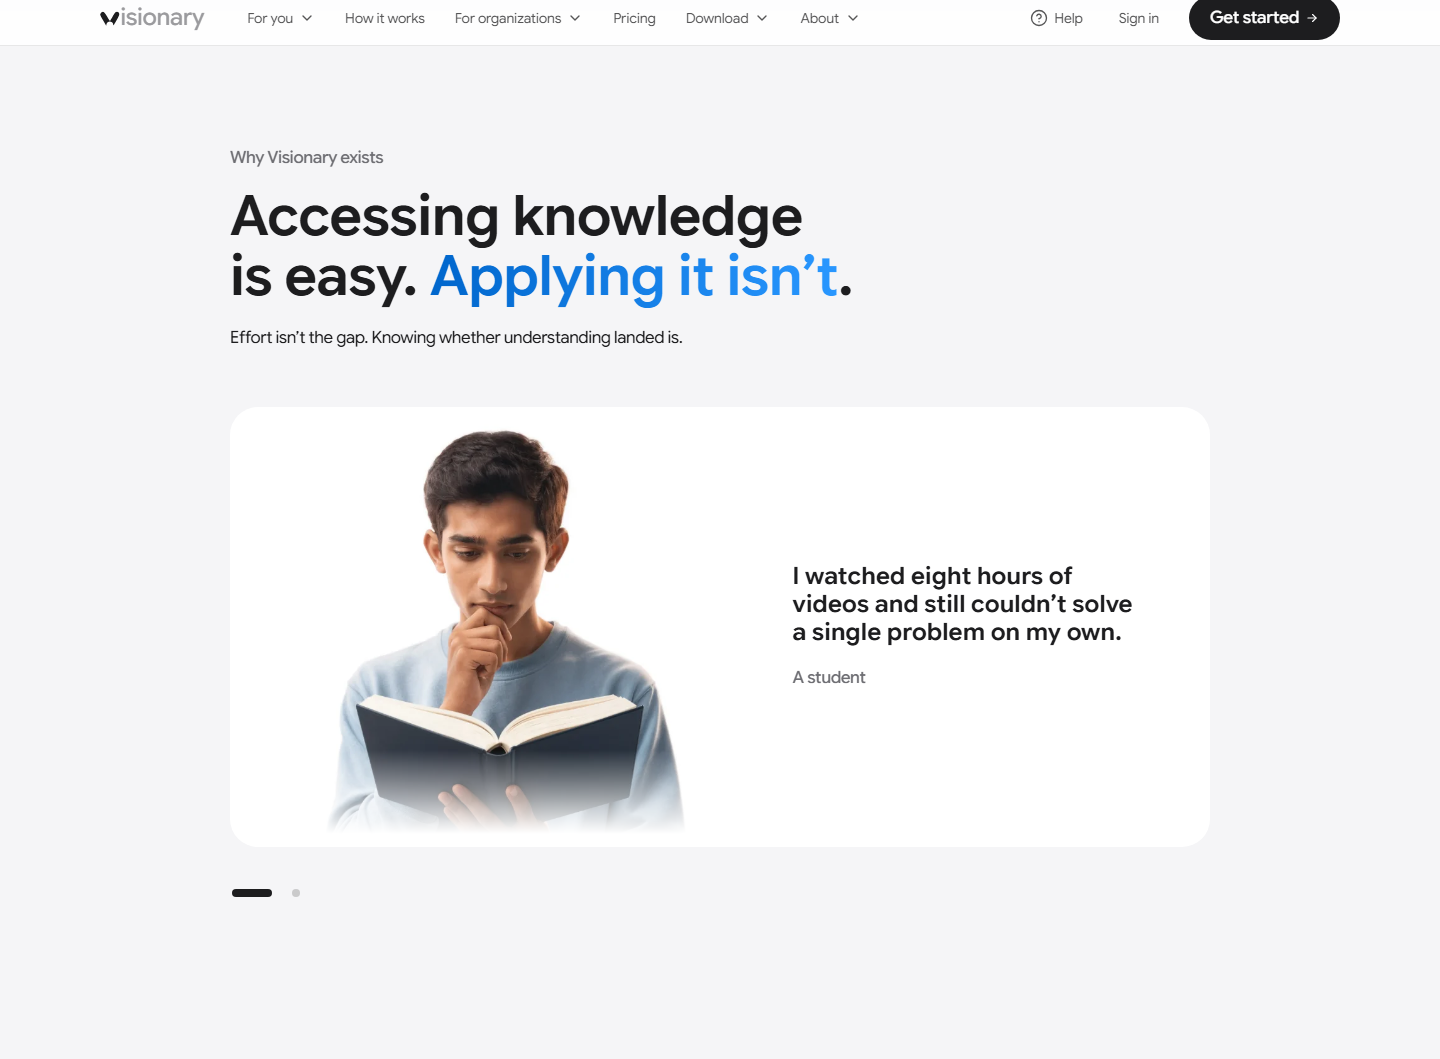 visionary
For you
How it works
For organizations
Pricing
Download
About
Help
Sign in
Get started →
Why Visionary exists
Accessing knowledge
is easy. Applying it isn’t.
Effort isn’t the gap. Knowing whether understanding landed is.
I watched eight hours of
videos and still couldn’t solve
a single problem on my own.
A student